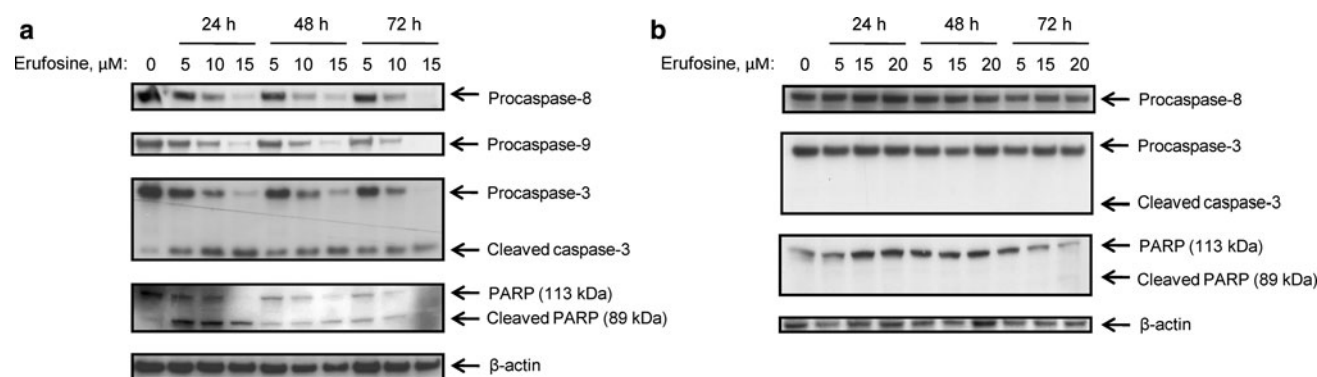 a
24 h 48 h 72 h
Erufosine, µM: 0 5 10 15 5 10 15 5 10 15
Procaspase-8
Procaspase-9
Procaspase-3
Cleaved caspase-3
PARP (113 kDa)
Cleaved PARP (89 kDa)
β-actin
b
24 h 48 h 72 h
Erufosine, µM: 0 5 15 20 5 15 20 5 15 20
Procaspase-8
Procaspase-3
Cleaved caspase-3
PARP (113 kDa)
Cleaved PARP (89 kDa)
β-actin